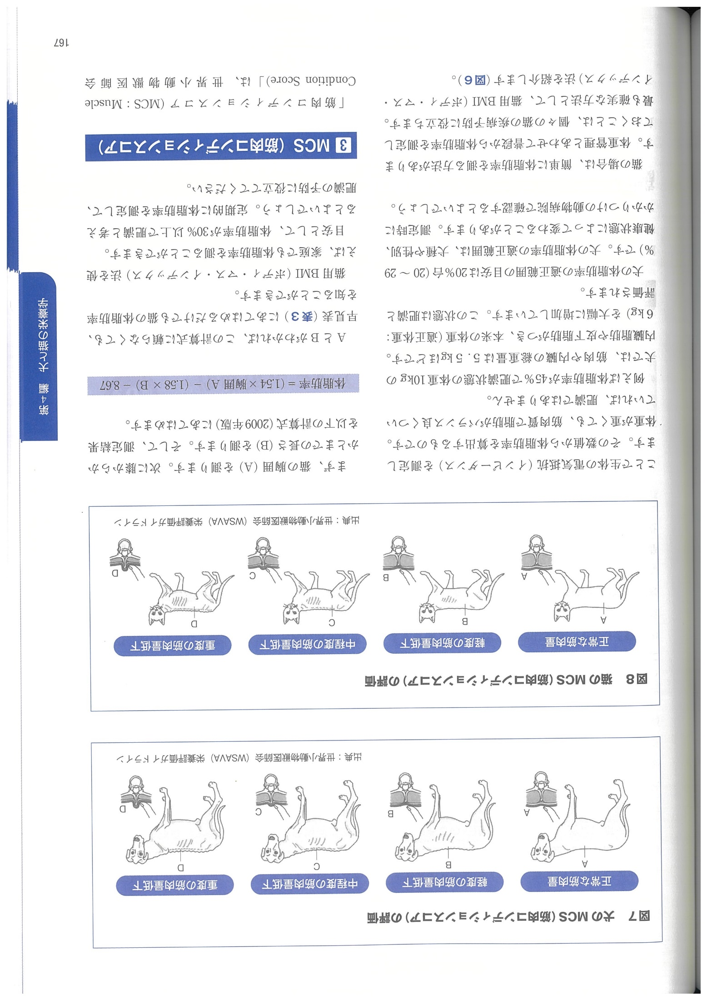 図7　犬の MCS (筋肉コンディションスコア) の評価
正常な筋肉量
軽度の筋肉量低下
中程度の筋肉量低下
重度の筋肉量低下
A
B
C
D
A
B
C
D
出典：世界小動物獣医師会（WSAVA）栄養評価ガイドライン
図8　猫の MCS (筋肉コンディションスコア) の評価
正常な筋肉量
軽度の筋肉量低下
中程度の筋肉量低下
重度の筋肉量低下
A
B
C
D
A
B
C
D
出典：世界小動物獣医師会（WSAVA）栄養評価ガイドライン
ことで生体の電気抵抗 (インピーダンス) を測定し
ます。その数値から体脂肪率を算出するものです。
体重が重くても、筋肉質で脂肪がバランス良くつい
ていれば、肥満ではありません。
例えば体脂肪率が45％で肥満状態の体重10kgの
犬では、筋肉や内臓の総重量は5．5kgほどです。
内臓脂肪や皮下脂肪がつき、本来の体重 (適正体重：
6kg) を大幅に増加しています。この状態は肥満と
評価されます。
犬の体脂肪率の適正範囲の目安は20％台 (20 ～ 29
％) です。犬の体脂肪率の適正範囲は、犬種や性別、
健康状態によって変わることがあります。測定時に
かかりつけの動物病院で確認するとよいでしょう。
猫の場合は、簡単に体脂肪率を測る方法がありま
す。体重管理とあわせて普段から体脂肪率を測定し
ておくことは、個々の猫の疾病予防に役立ちます。
最も確実な方法として、猫用 BMI (ボディ・マス・
インデックス) 法を紹介します (図6)。
まず、猫の胸囲 (A) を測ります。次に膝からか
かとまでの長さ (B) を測ります。そして、測定結果
を以下の計算式 (2009 年版) にあてはめます。
体脂肪率 = (1.54 × 胸囲 A) − (1.58 × B) − 8.67
A と B がわかれば、この計算式に頼らなくても、
早見表 (表3) にあてはめるだけでも猫の体脂肪率
を知ることができます。
猫用 BMI (ボディ・マス・インデックス) 法を使
えば、家庭でも体脂肪率を測ることができます。
目安として、体脂肪率が30％以上で肥満と考え
るとよいでしょう。定期的に体脂肪率を測定して、
肥満の予防に役立ててください。
3 MCS（筋肉コンディションスコア）
「筋肉コンディションスコア (MCS：Muscle
Condition Score)」は、世界小動物獣医師会
第4編　犬と猫の栄養学
167